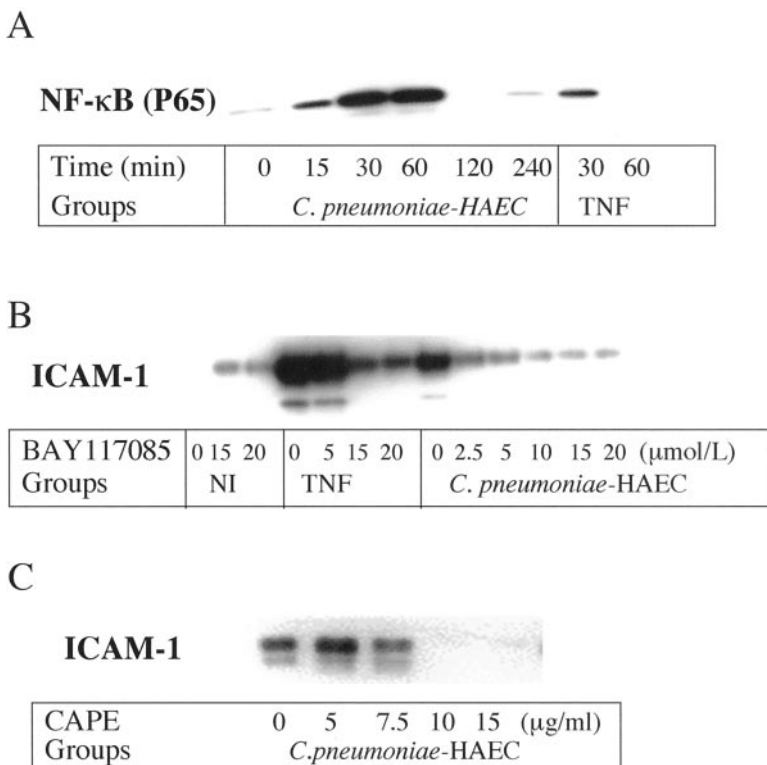 A
NF-κB (P65)
Time (min) 0 15 30 60 120 240 30 60
Groups C. pneumoniae-HAEC TNF
B
ICAM-1
BAY117085 0 15 20 0 5 15 20 0 2.5 5 10 15 20 (μmol/L)
Groups NI TNF C. pneumoniae-HAEC
C
ICAM-1
CAPE 0 5 7.5 10 15 (μg/ml)
Groups C.pneumoniae-HAEC